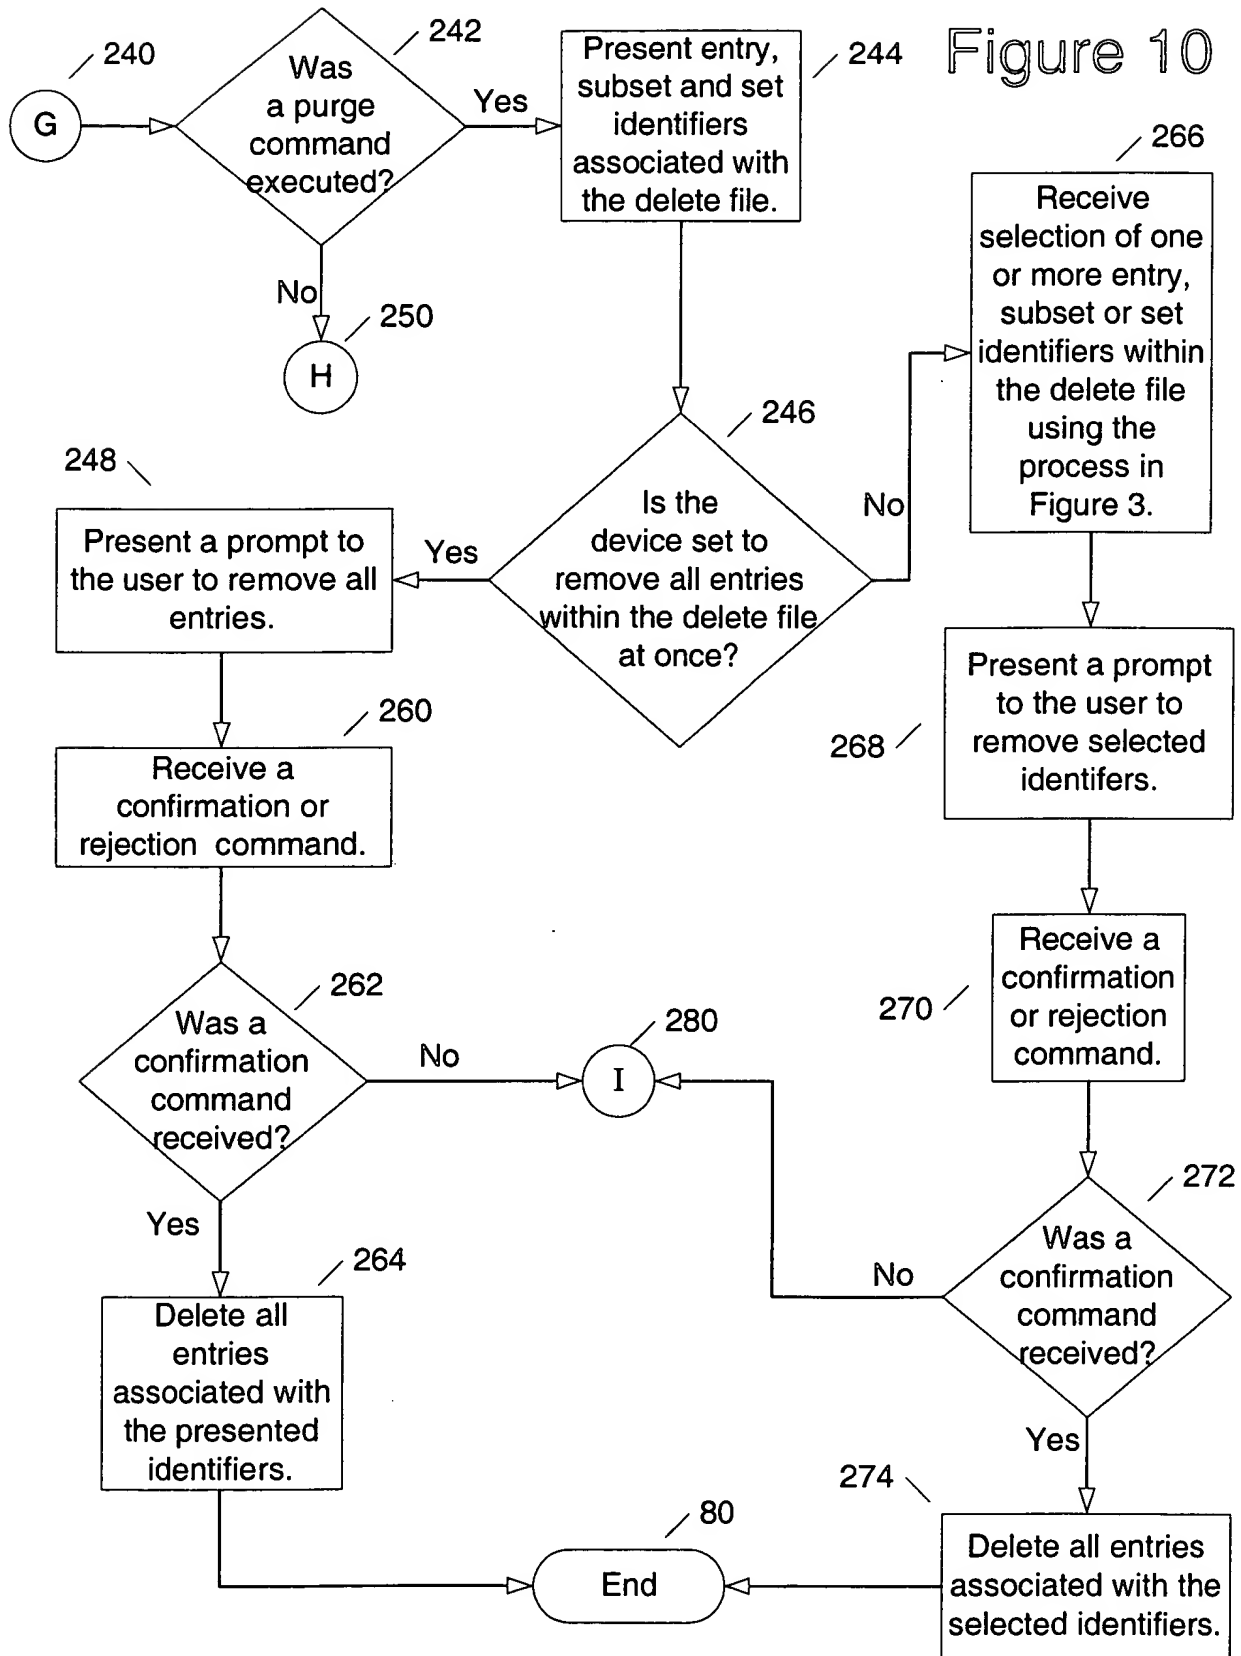 Figure 10
240
G
242
Was
a purge
command
executed?
Yes
244
Present entry,
subset and set
identifiers
associated with
the delete file.
No
250
H
246
Is the
device set to
remove all entries
within the delete file
at once?
Yes
No
248
Present a prompt to
the user to remove all
entries.
260
Receive a
confirmation or
rejection command.
262
Was a
confirmation
command
received?
No
280
I
Yes
264
Delete all
entries
associated with
the presented
identifiers.
266
Receive
selection of one
or more entry,
subset or set
identifiers within
the delete file
using the
process in
Figure 3.
268
Present a prompt
to the user to
remove selected
identifers.
270
Receive a
confirmation
or rejection
command.
272
Was a
confirmation
command
received?
No
Yes
274
Delete all entries
associated with the
selected identifiers.
80
End